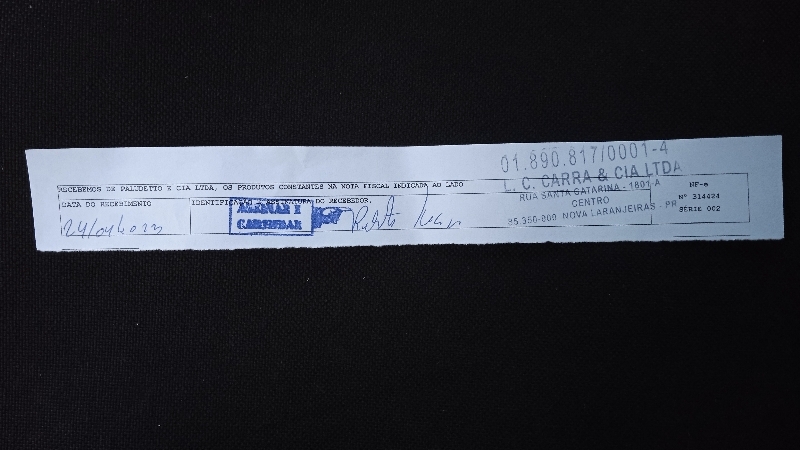 01.890.817/0001-4
L. C. CARRA & CIA LTDA
RUA SANTA CATARINA - 1801-A
CENTRO
85.350-000 NOVA LARANJEIRAS - PR
RECEBEMOS DE PALUDETTO E CIA LTDA, OS PRODUTOS CONSTANTES NA NOTA FISCAL INDICADA AO LADO
DATA DO RECEBIMENTO
IDENTIFICAÇÃO E ASSINATURA DO RECEBEDOR.
NF-e
Nº 314424
SÉRIE 002
24/04/2023
ASSINAR E
CARIMBAR